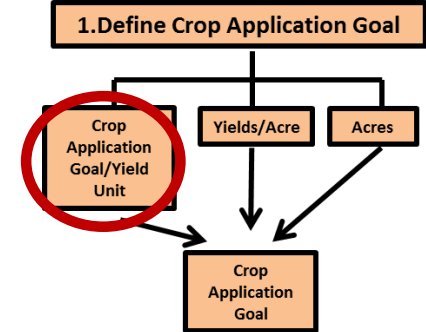 1.Define Crop Application Goal
Crop
Application
Goal/Yield
Unit
Yields/Acre
Acres
Crop
Application
Goal